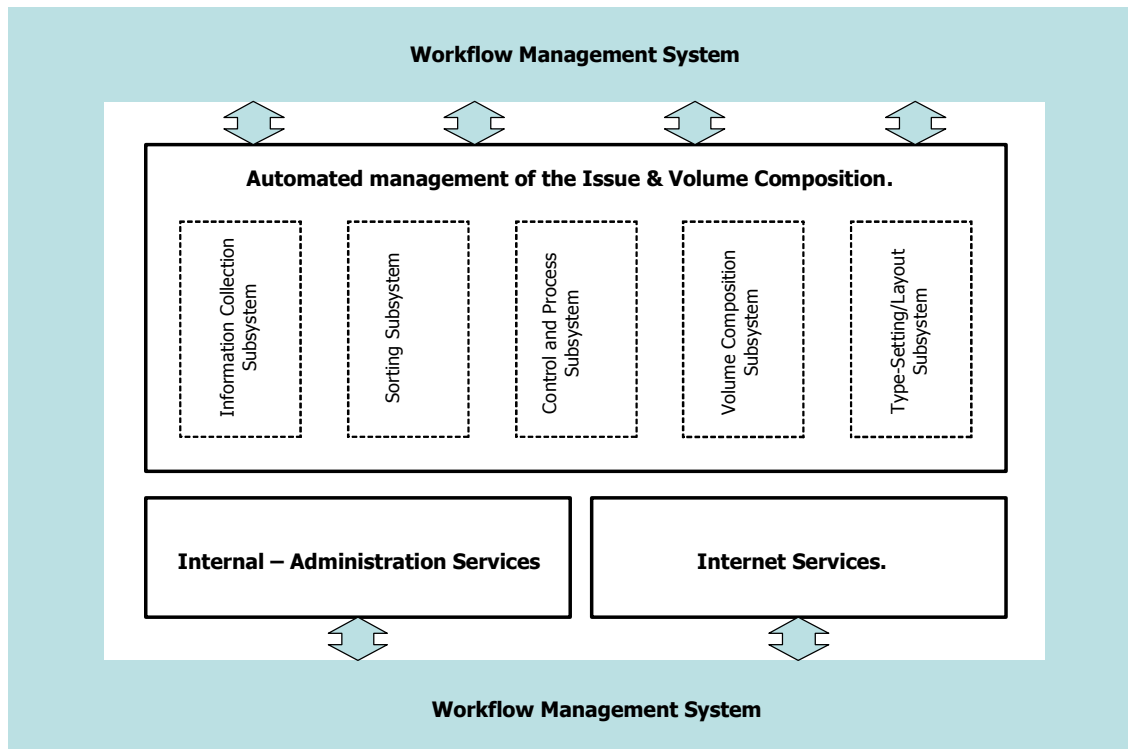 Workflow Management System
Automated management of the Issue & Volume Composition.
Information Collection
Subsystem
Sorting Subsystem
Control and Process
Subsystem
Volume Composition
Subsystem
Type-Setting/Layout
Subsystem
Internal – Administration Services
Internet Services.
Workflow Management System